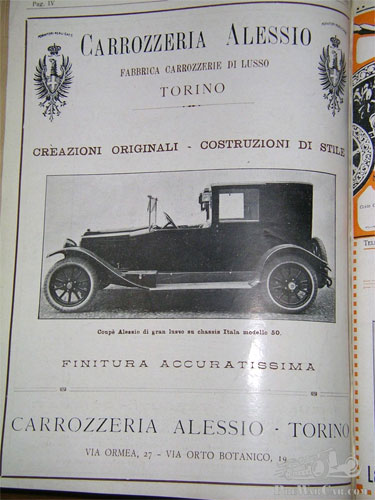 Pag. IV
CARROZZERIA ALESSIO
FABBRICA CARROZZERIE DI LUSSO
TORINO
CREAZIONI ORIGINALI - COSTRUZIONI DI STILE
Coupè Alessio di gran lusso su chassis Itala modello 50.
FINITURA ACCURATISSIMA
CARROZZERIA ALESSIO - TORINO
VIA ORMEA, 27 - VIA ORTO BOTANICO, 19